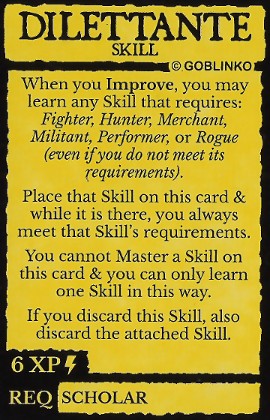 DILETTANTE
SKILL
© GOBLINKO
When you Improve, you may
learn any Skill that requires:
Fighter, Hunter, Merchant,
Militant, Performer, or Rogue
(even if you do not meet its
requirements).
Place that Skill on this card &
while it is there, you always
meet that Skill's requirements.
You cannot Master a Skill on
this card & you can only learn
one Skill in this way.
If you discard this Skill, also
discard the attached Skill.
6 XP
REQ SCHOLAR